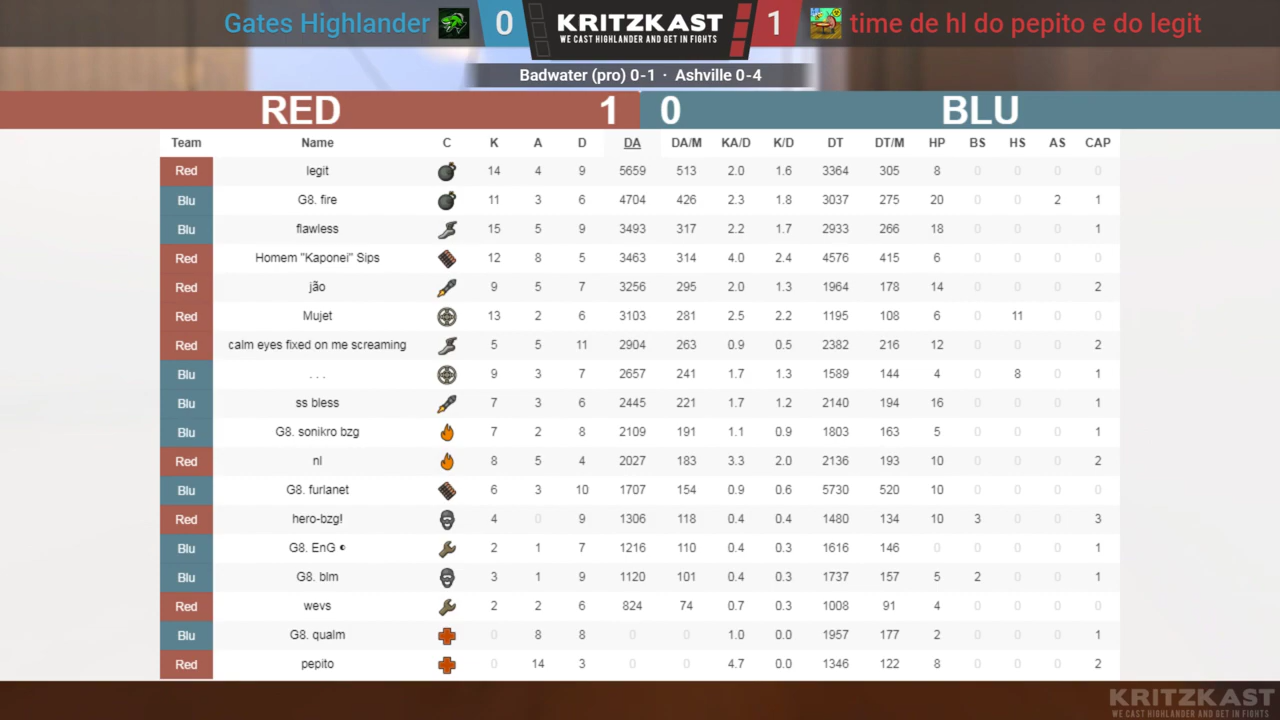 Gates Highlander 0 KRITZKAST 1 time de hl do pepito e do legit
WE CAST HIGHLANDER AND GET IN FIGHTS
Badwater (pro) 0-1 · Ashville 0-4
RED 1 0 BLU
Team Name C K A D DA DA/M KA/D K/D DT DT/M HP BS HS AS CAP
Red legit 14 4 9 5659 513 2.0 1.6 3364 305 8 0 0 0 0
Blu G8. fire 11 3 6 4704 426 2.3 1.8 3037 275 20 0 0 2 1
Blu flawless 15 5 9 3493 317 2.2 1.7 2933 266 18 0 0 0 1
Red Homem "Kaponei" Sips 12 8 5 3463 314 4.0 2.4 4576 415 6 0 0 0 0
Red jão 9 5 7 3256 295 2.0 1.3 1964 178 14 0 0 0 2
Red Mujet 13 2 6 3103 281 2.5 2.2 1195 108 6 0 11 0 0
Red calm eyes fixed on me screaming 5 5 11 2904 263 0.9 0.5 2382 216 12 0 0 0 2
Blu . . . 9 3 7 2657 241 1.7 1.3 1589 144 4 0 8 0 1
Blu ss bless 7 3 6 2445 221 1.7 1.2 2140 194 16 0 0 0 1
Blu G8. sonikro bzg 7 2 8 2109 191 1.1 0.9 1803 163 5 0 0 0 1
Red nl 8 5 4 2027 183 3.3 2.0 2136 193 10 0 0 0 2
Blu G8. furlanet 6 3 10 1707 154 0.9 0.6 5730 520 10 0 0 0 0
Red hero-bzg! 4 0 9 1306 118 0.4 0.4 1480 134 10 3 0 0 3
Blu G8. EnG 2 1 7 1216 110 0.4 0.3 1616 146 0 0 0 0 1
Blu G8. blm 3 1 9 1120 101 0.4 0.3 1737 157 5 2 0 0 1
Red wevs 2 2 6 824 74 0.7 0.3 1008 91 4 0 0 0 0
Blu G8. qualm 0 8 8 0 0 1.0 0.0 1957 177 2 0 0 0 1
Red pepito 0 14 3 0 0 4.7 0.0 1346 122 8 0 0 0 2
KRITZKAST
WE CAST HIGHLANDER AND GET IN FIGHTS